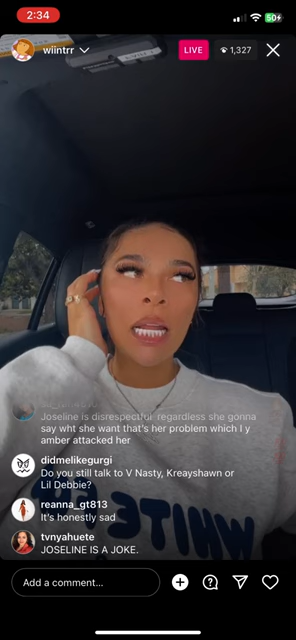 2:34
50
wiintrr
LIVE
1,327
Joseline is disrespectful regardless she gonna
say wht she want that's her problem which I y
amber attacked her
didmelikegurgi
Do you still talk to V Nasty, Kreayshawn or
Lil Debbie?
reanna_gt813
It's honestly sad
tvnyahuete
JOSELINE IS A JOKE.
WHITE
Add a comment...